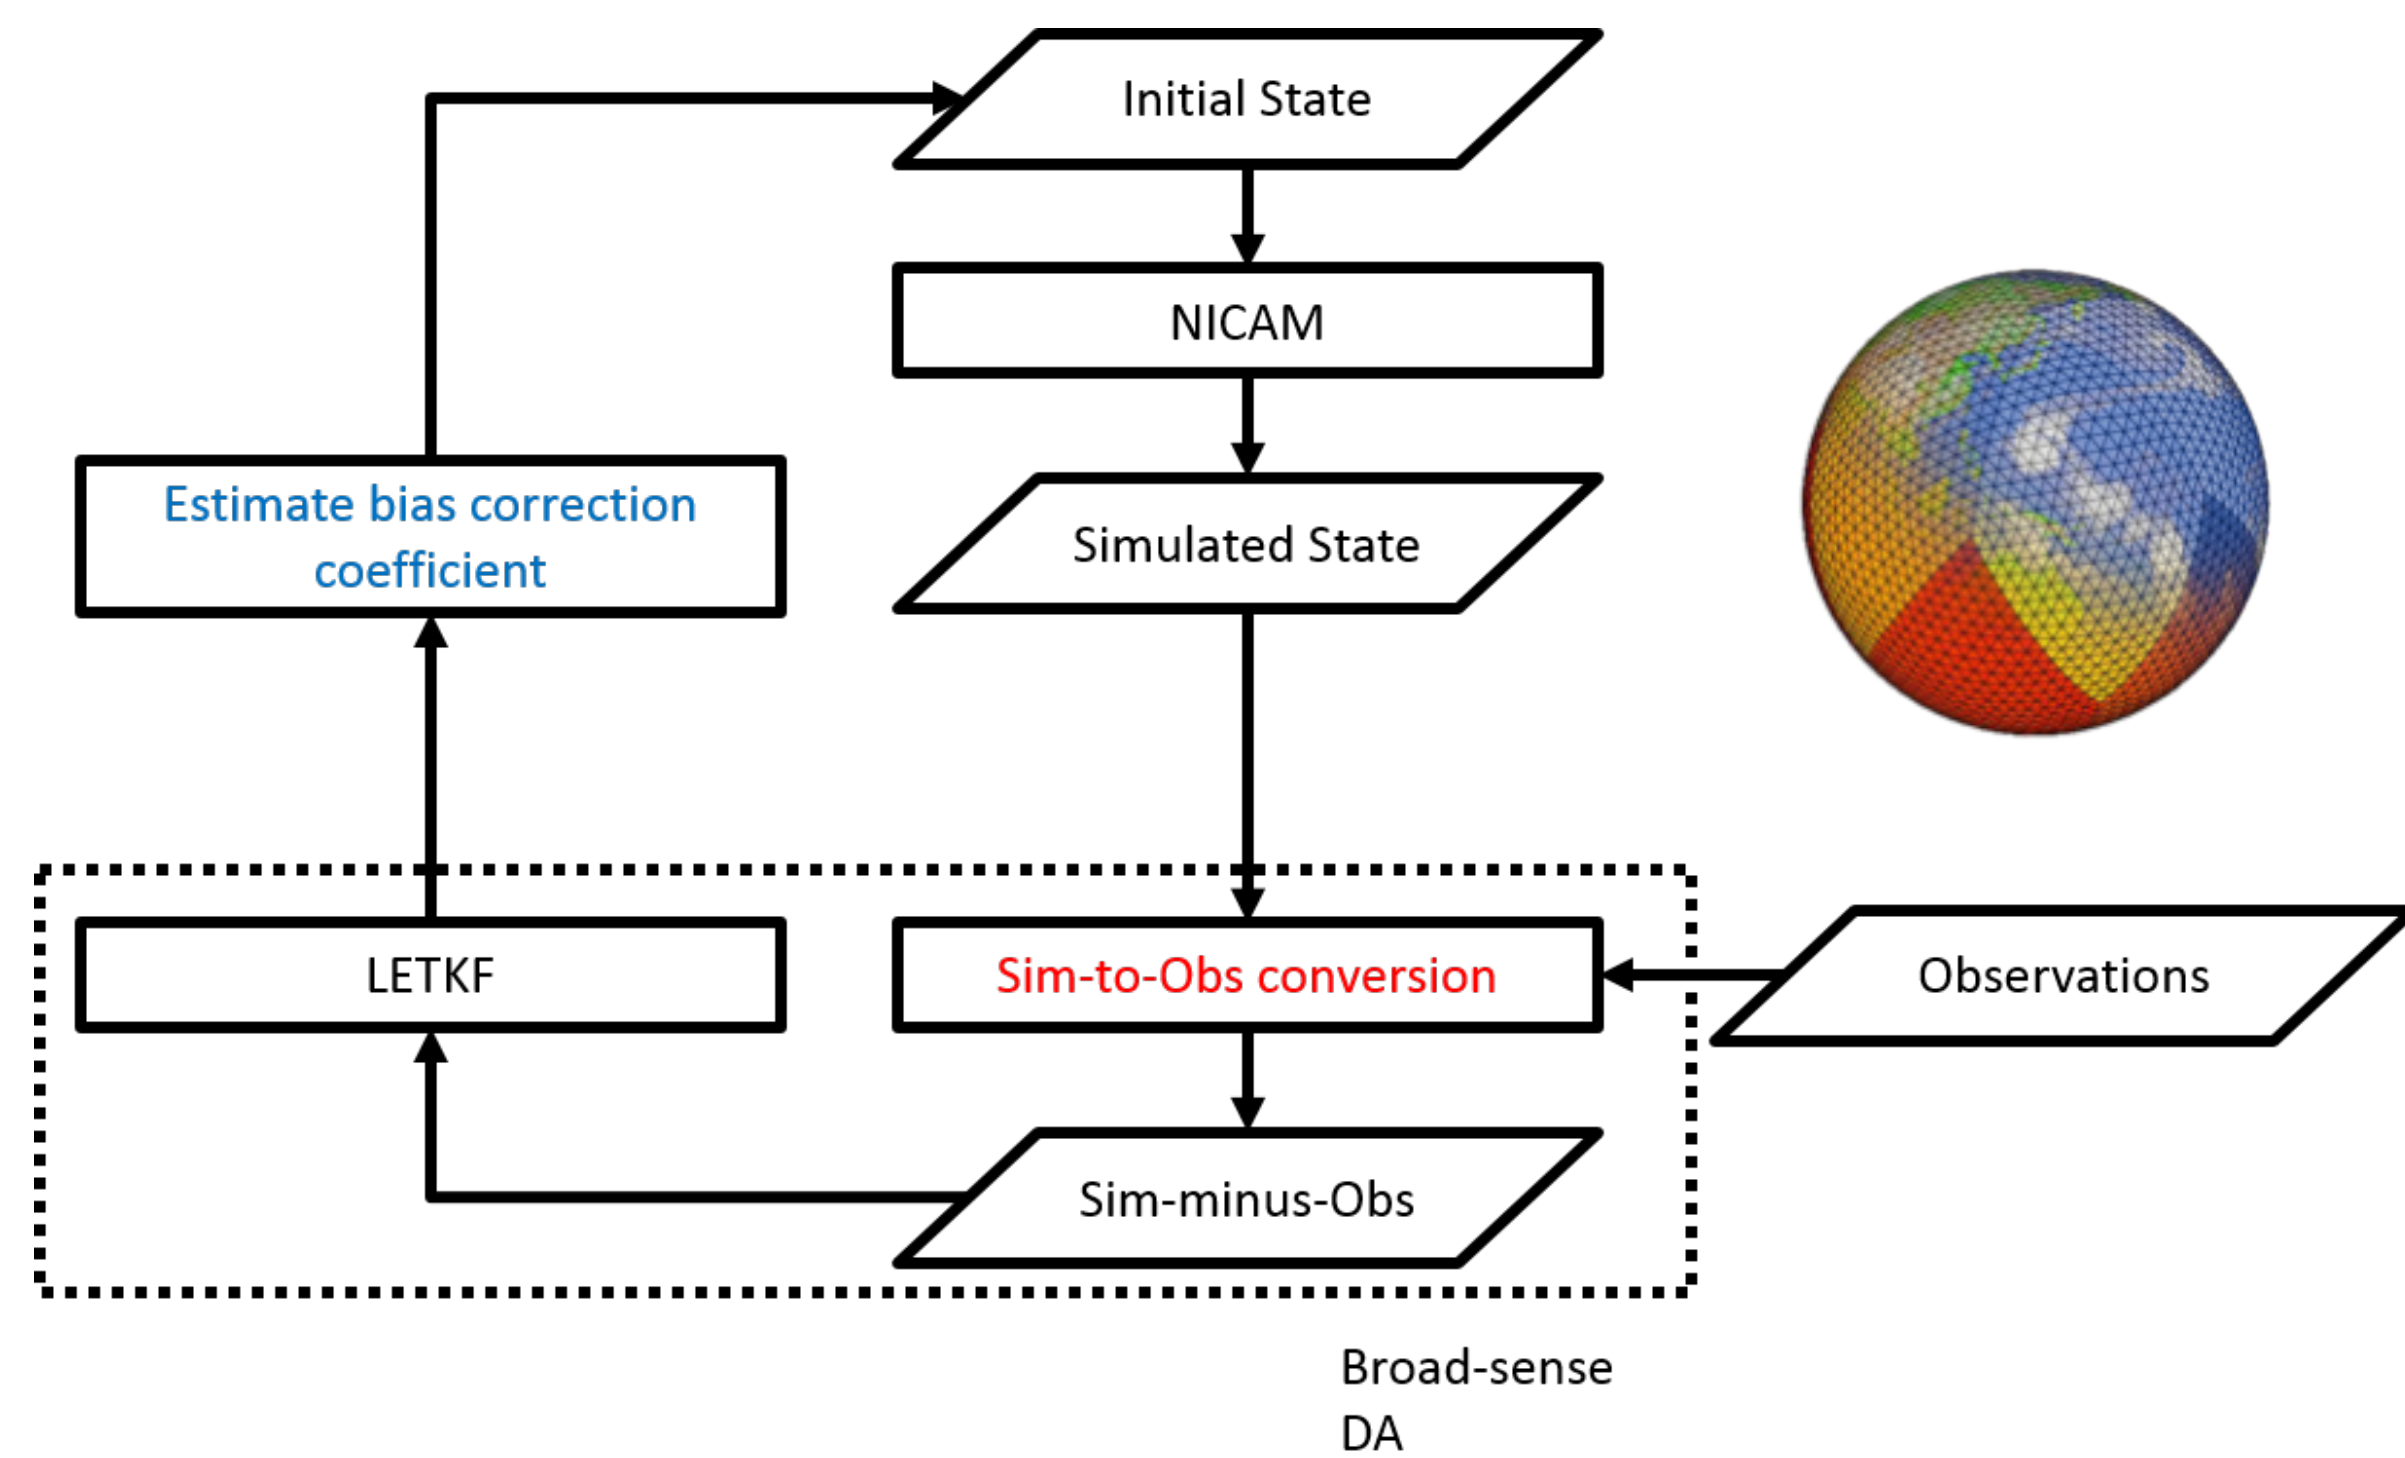 Initial State
NICAM
Estimate bias correction
coefficient
Simulated State
LETKF
Sim-to-Obs conversion
Observations
Sim-minus-Obs
Broad-sense
DA